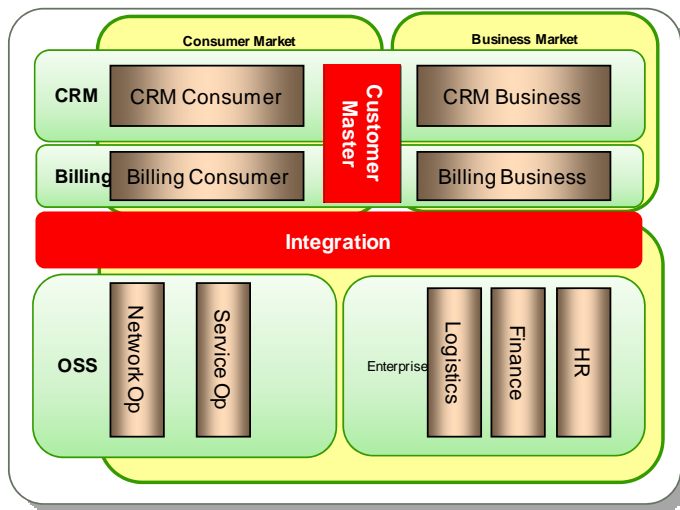 Consumer Market
Business Market
CRM
CRM Consumer
Customer
Master
CRM Business
Billing
Billing Consumer
Billing Business
Integration
OSS
Network Op
Service Op
Enterprise
Logistics
Finance
HR